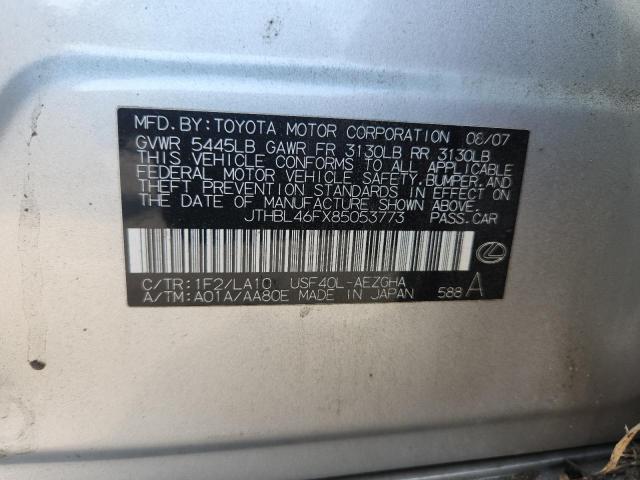 MFD.BY:TOYOTA MOTOR CORPORATION 08/07
GVWR 5445LB GAWR FR 3130LB RR 3130LB
THIS VEHICLE CONFORMS TO ALL APPLICABLE
FEDERAL MOTOR VEHICLE SAFETY,BUMPER,AND
THEFT PREVENTION STANDARDS IN EFFECT ON
THE DATE OF MANUFACTURE SHOWN ABOVE.
JTHBL46FX85053773 PASS.CAR
C/TR:1F2/LA10 USF40L-AEZGHA
A/TM:A01A/AA80E MADE IN JAPAN 588 A